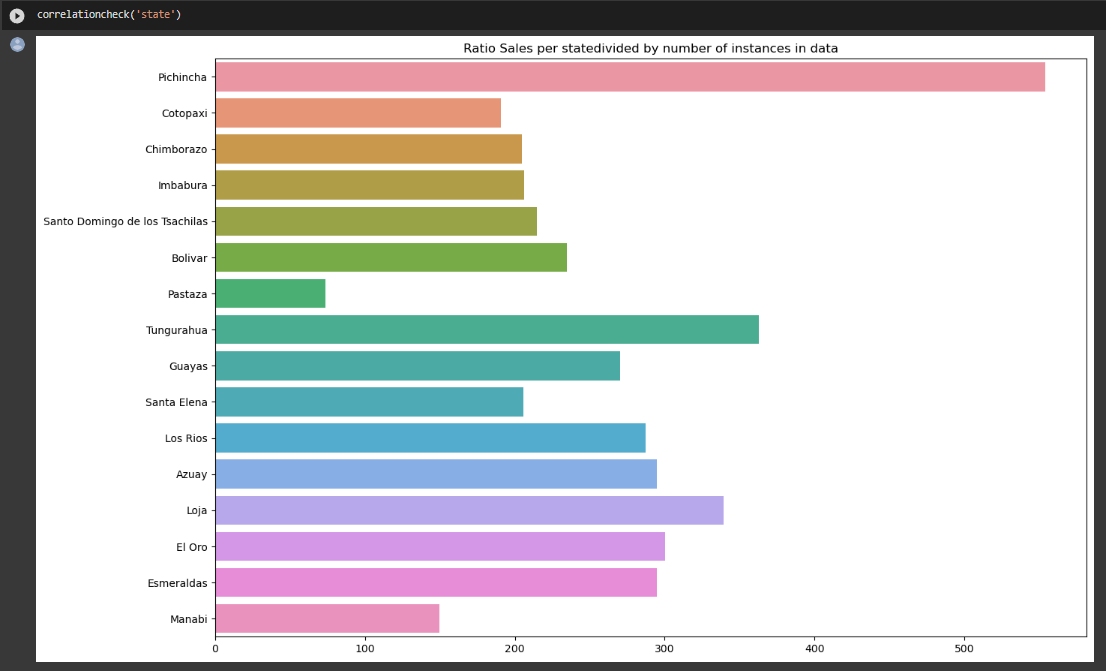 correlationcheck('state')
Ratio Sales per statedivided by number of instances in data
Pichincha
Cotopaxi
Chimborazo
Imbabura
Santo Domingo de los Tsachilas
Bolivar
Pastaza
Tungurahua
Guayas
Santa Elena
Los Rios
Azuay
Loja
El Oro
Esmeraldas
Manabi
0 100 200 300 400 500